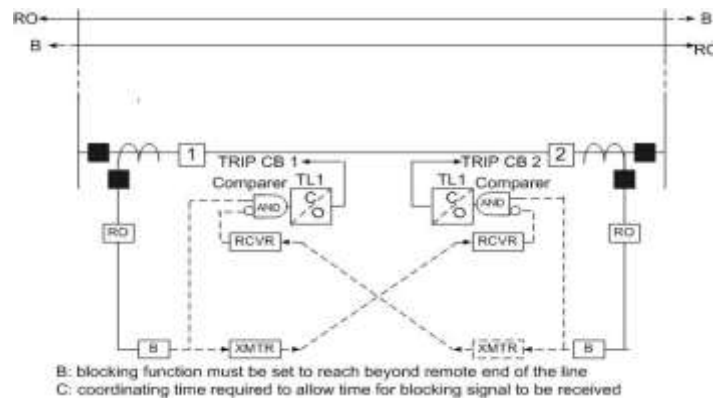 RO B
B RO
1 TRIP CB 1 TRIP CB 2 2
Comparer TL1 TL1 Comparer
AND C/O C/O AND
RO RCVR RCVR RO
B XMTR XMTR B
B: blocking function must be set to reach beyond remote end of the line
C: coordinating time required to allow time for blocking signal to be received